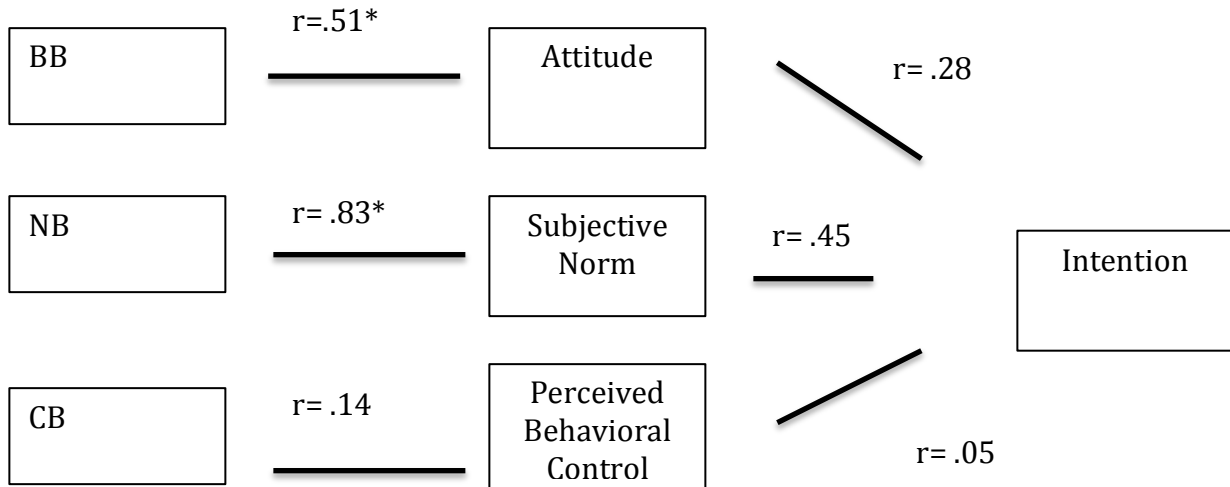 r=.51*
BB
Attitude
r= .28
NB
r= .83*
Subjective
Norm
r= .45
Intention
CB
r= .14
Perceived
Behavioral
Control
r= .05